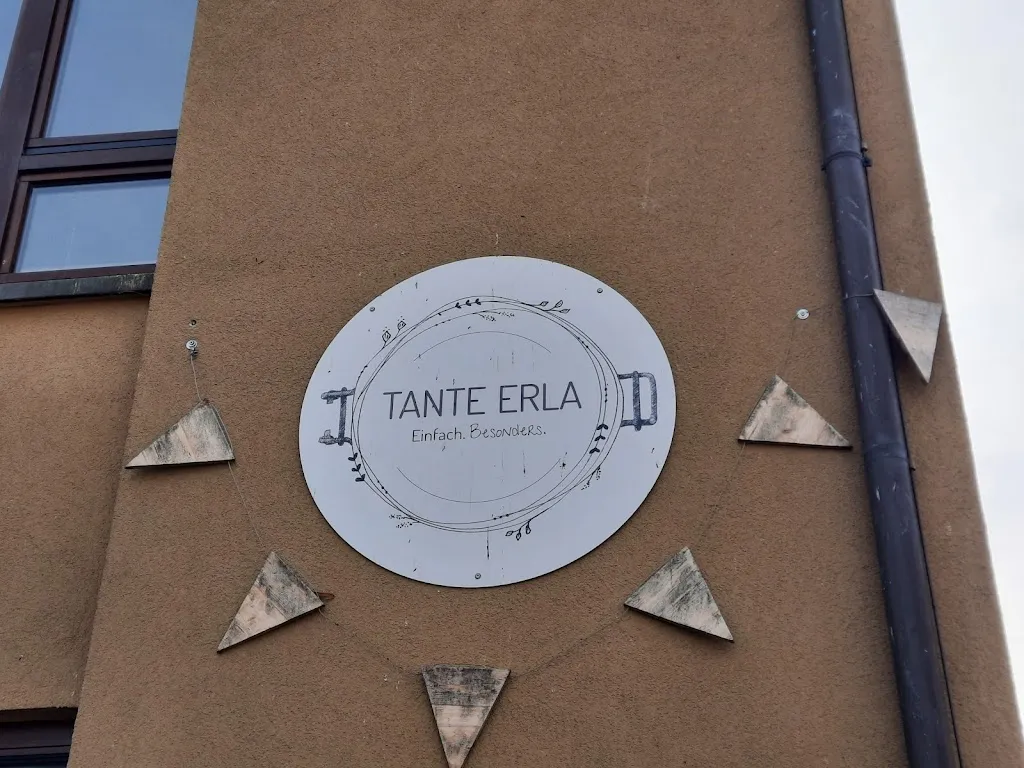 TANTE ERLA
Einfach. Besonders.